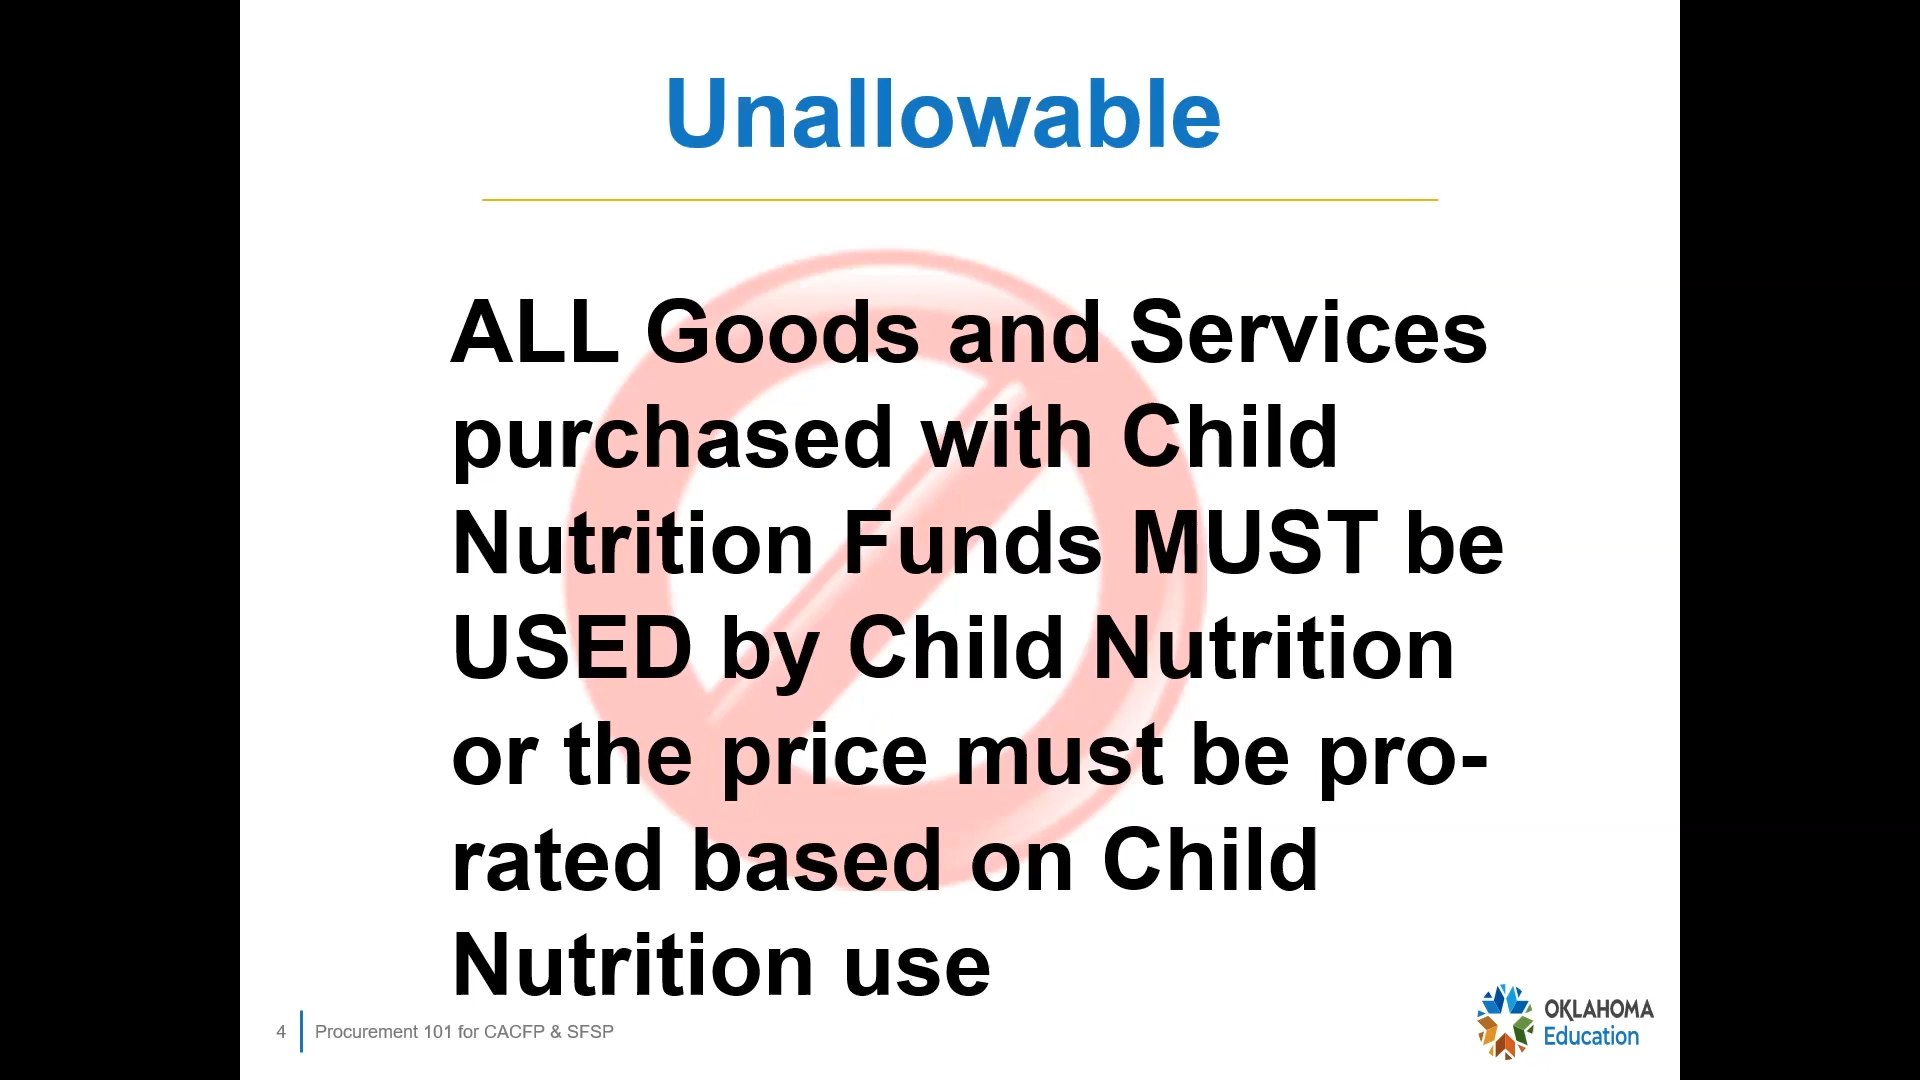 Unallowable
ALL Goods and Services
purchased with Child
Nutrition Funds MUST be
USED by Child Nutrition
or the price must be pro-
rated based on Child
Nutrition use
4
Procurement 101 for CACFP & SFSP
OKLAHOMA
Education